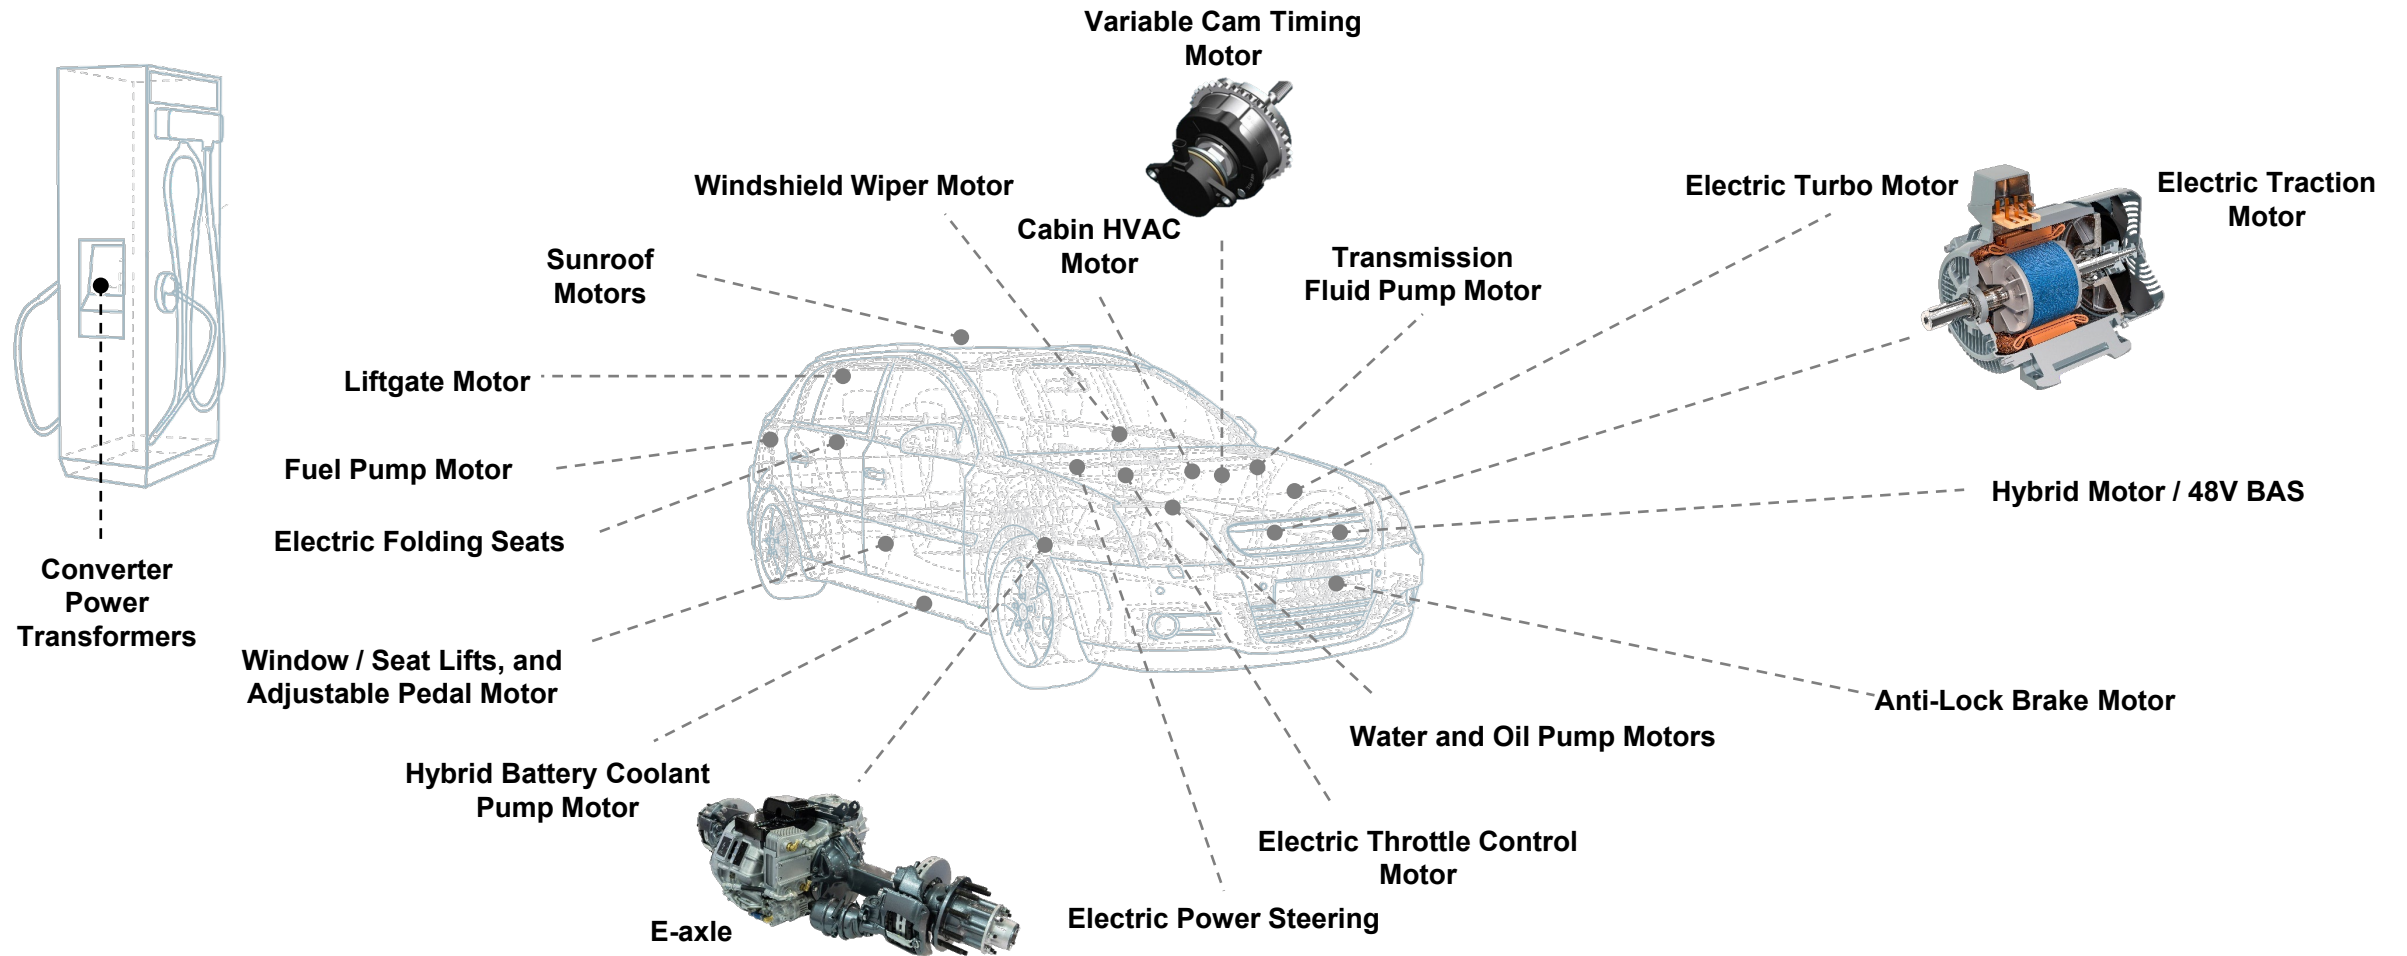 Variable Cam Timing
Motor
Windshield Wiper Motor
Electric Turbo Motor
Electric Traction
Motor
Cabin HVAC
Motor
Sunroof
Motors
Transmission
Fluid Pump Motor
Liftgate Motor
Fuel Pump Motor
Hybrid Motor / 48V BAS
Electric Folding Seats
Converter
Power
Transformers
Window / Seat Lifts, and
Adjustable Pedal Motor
Anti-Lock Brake Motor
Water and Oil Pump Motors
Hybrid Battery Coolant
Pump Motor
Electric Throttle Control
Motor
Electric Power Steering
E-axle